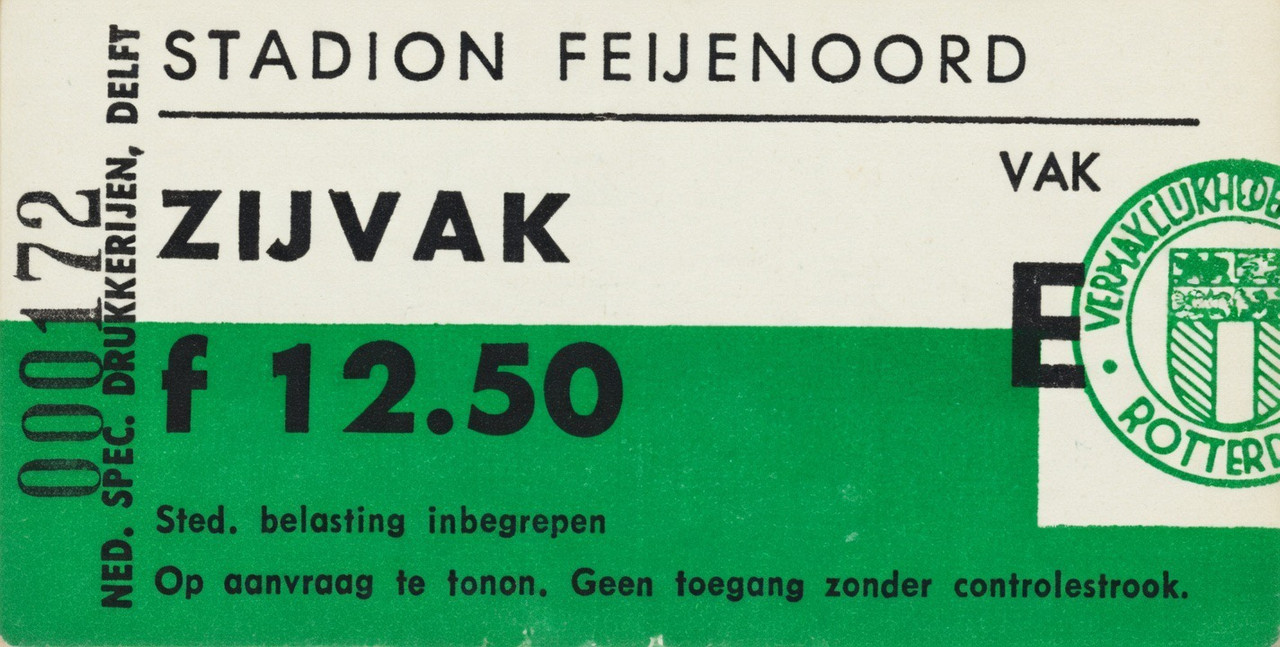 STADION FEIJENOORD
ZIJVAK
VAK
E
f 12.50
Sted. belasting inbegrepen
Op aanvraag te tonon. Geen toegang zonder controlestrook.
000172
NED. SPEC. DRUKKERIJEN, DELFT
ROTTERD